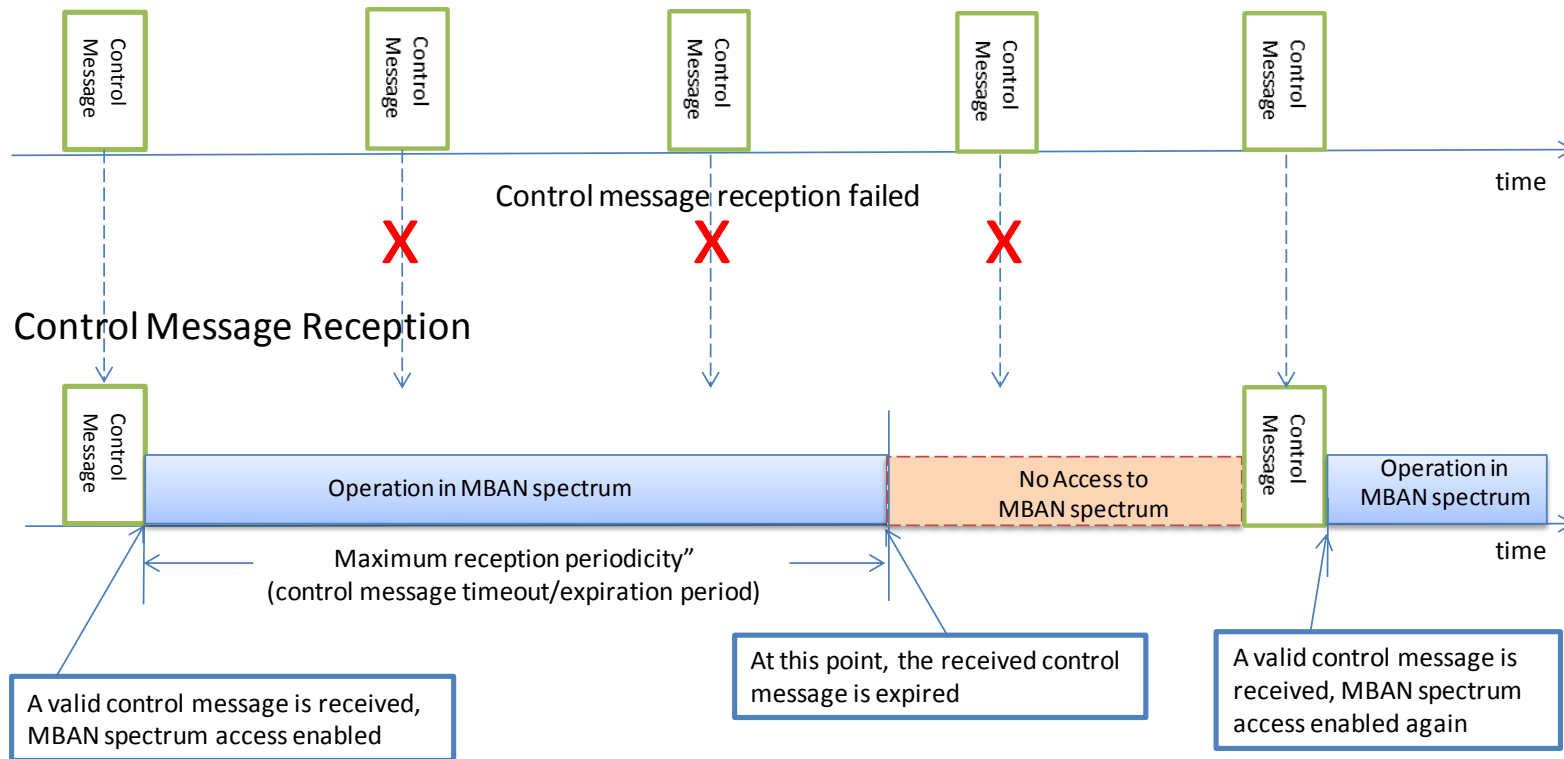 Control
Message
Control
Message
Control
Message
Control
Message
Control
Message
time
Control message reception failed
X
X
X
Control Message Reception
Control
Message
Operation in MBAN spectrum
No Access to
MBAN spectrum
Control
Message
Operation in
MBAN spectrum
time
Maximum reception periodicity”
(control message timeout/expiration period)
A valid control message is received,
MBAN spectrum access enabled
At this point, the received control
message is expired
A valid control message is
received, MBAN spectrum
access enabled again